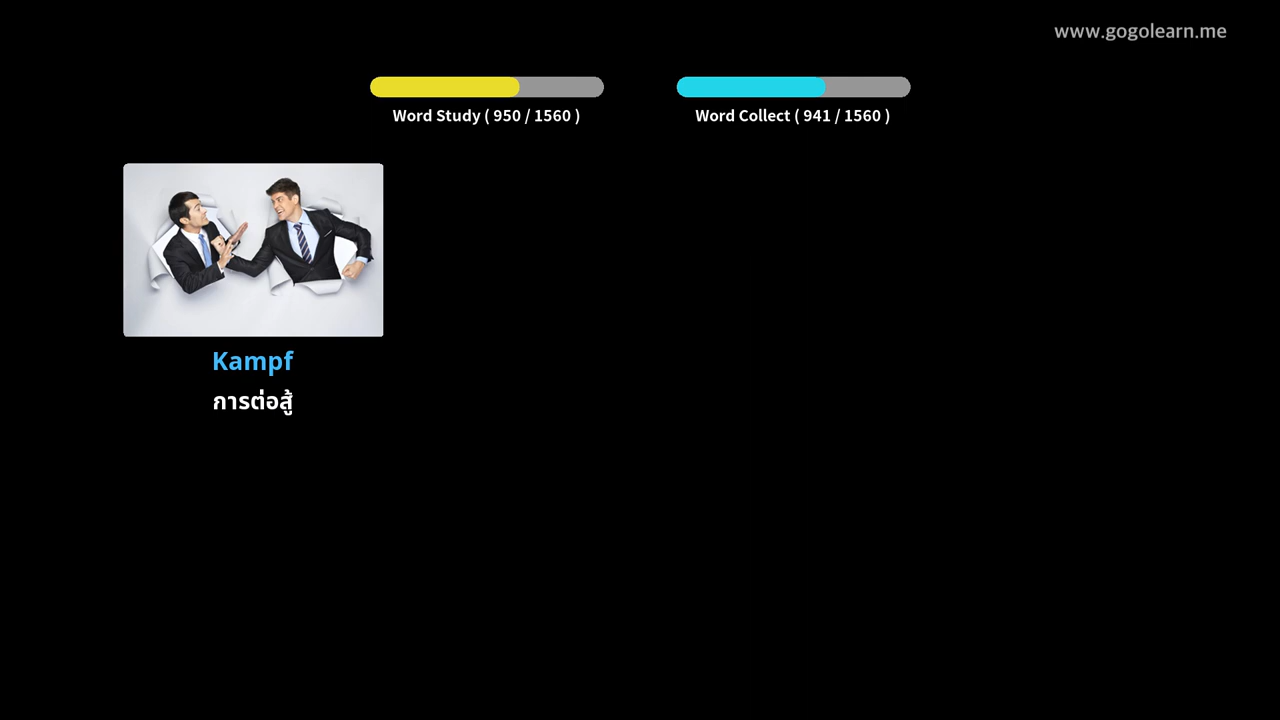 www.gogolearn.me
Word Study ( 950 / 1560 )
Word Collect ( 941 / 1560 )
Kampf
การต่อสู้